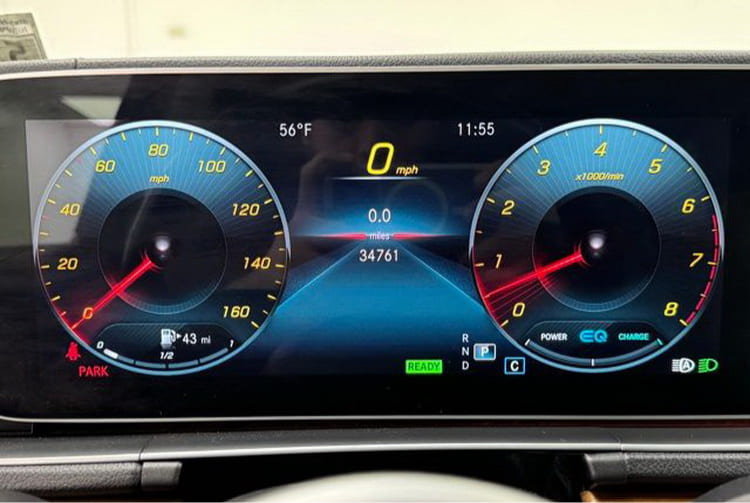 56°F
11:55
0 mph
0.0
miles
34761
0 20 40 60 80 100 120 140 160
mph
43 mi
0 1/2 1
PARK
READY
R
N P
D
C
0 1 2 3 4 5 6 7 8
x1000/min
POWER EQ CHARGE
A